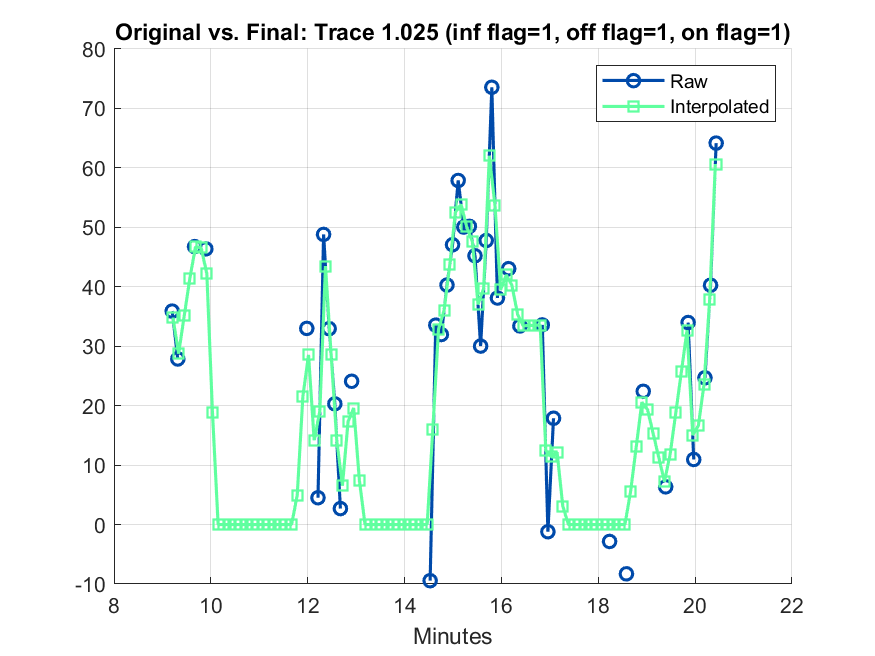 Original vs. Final: Trace 1.025 (inf flag=1, off flag=1, on flag=1)
80
70
60
50
40
30
20
10
0
-10
Raw
Interpolated
8 10 12 14 16 18 20 22
Minutes